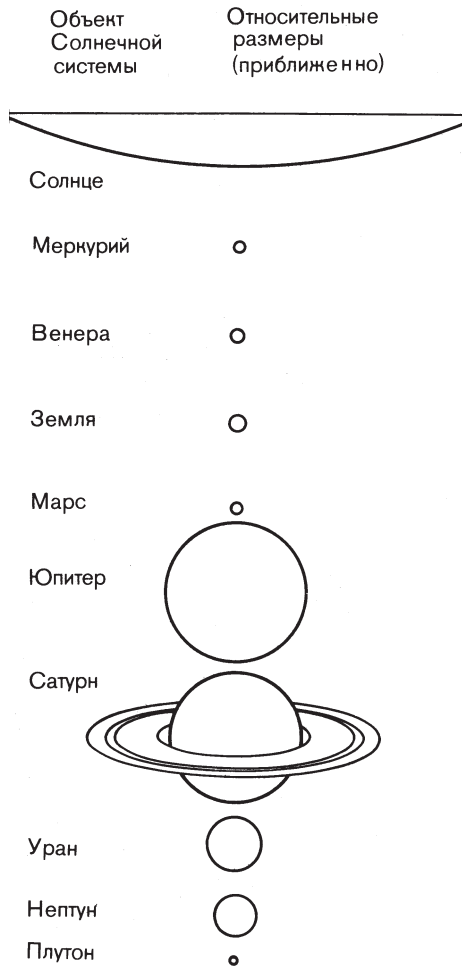 Объект
Солнечной
системы
Относительные
размеры
(приближенно)
Солнце
Меркурий
Венера
Земля
Марс
Юпитер
Сатурн
Уран
Нептун
Плутон